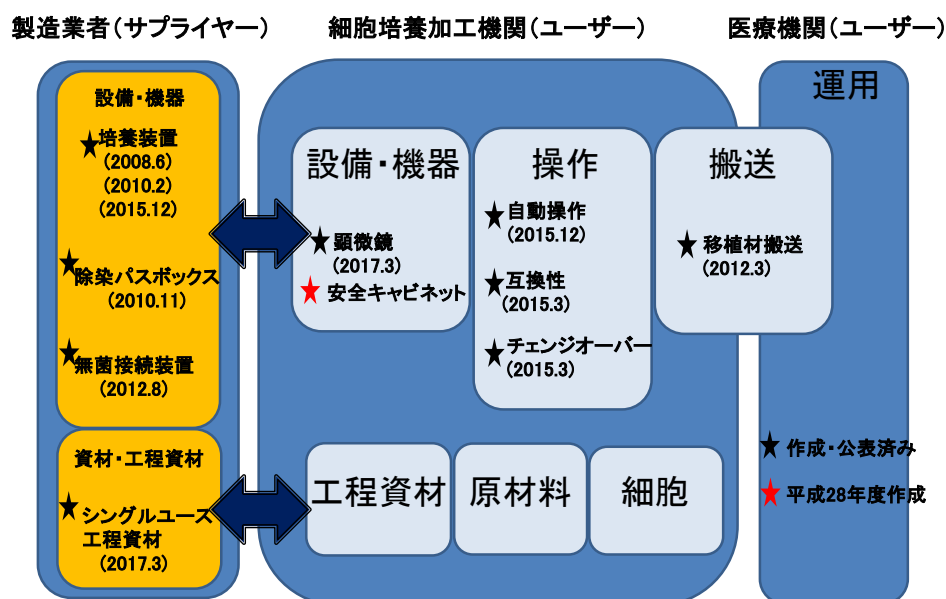 製造業者(サプライヤー)
細胞培養加工機関(ユーザー)
医療機関(ユーザー)
設備・機器
★培養装置
(2008.6)
(2010.2)
(2015.12)
★除染パスボックス
(2010.11)
★無菌接続装置
(2012.8)
資材・工程資材
★シングルユース
工程資材
(2017.3)
設備・機器
★顕微鏡
(2017.3)
★安全キャビネット
操作
★自動操作
(2015.12)
★互換性
(2015.3)
★チェンジオーバー
(2015.3)
搬送
★移植材搬送
(2012.3)
工程資材
原材料
細胞
運用
★作成・公表済み
★平成28年度作成